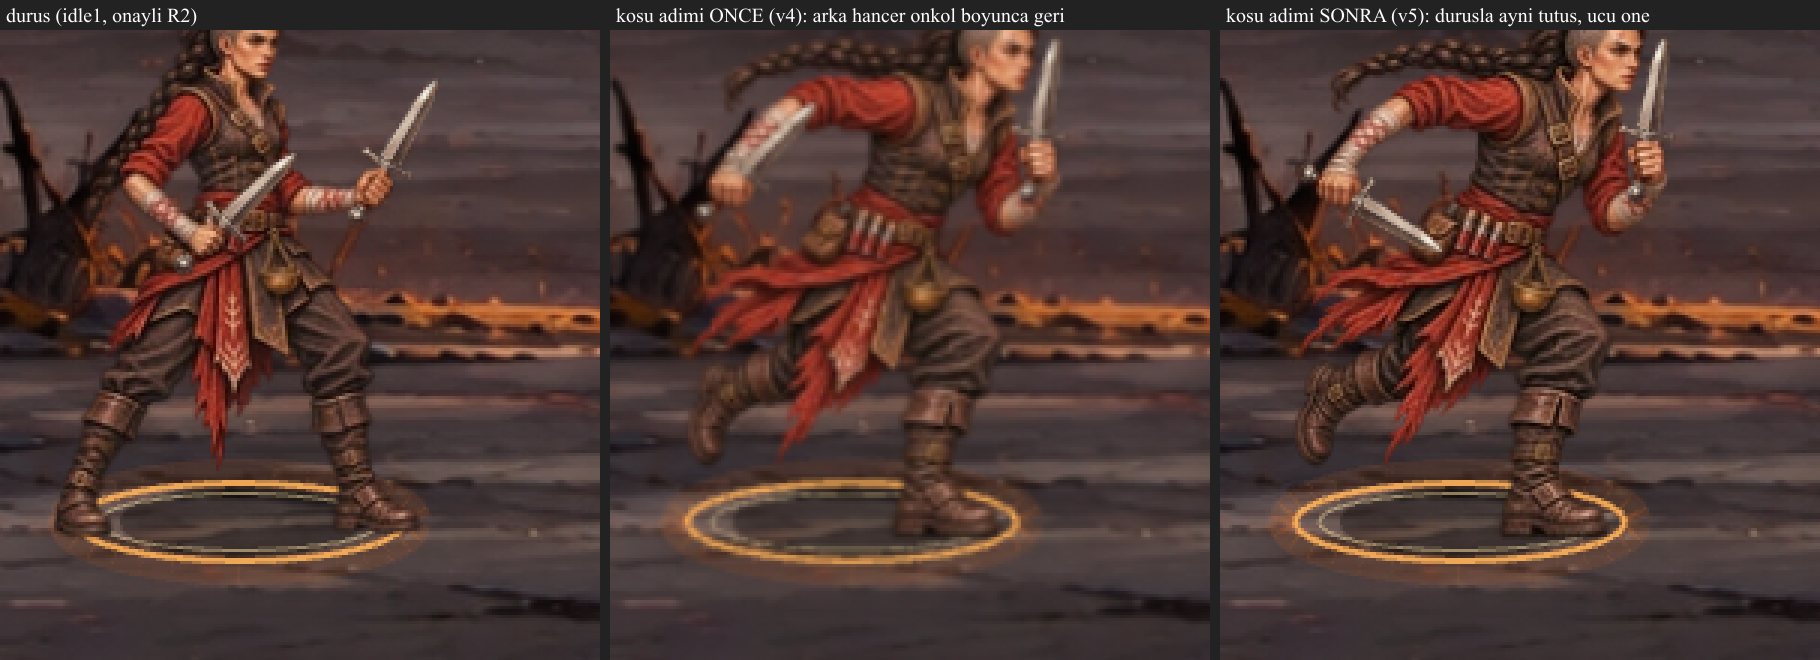 durus (idle1, onayli R2)
kosu adimi ONCE (v4): arka hancer onkol boyunca geri
kosu adimi SONRA (v5): durusla ayni tutus, ucu one